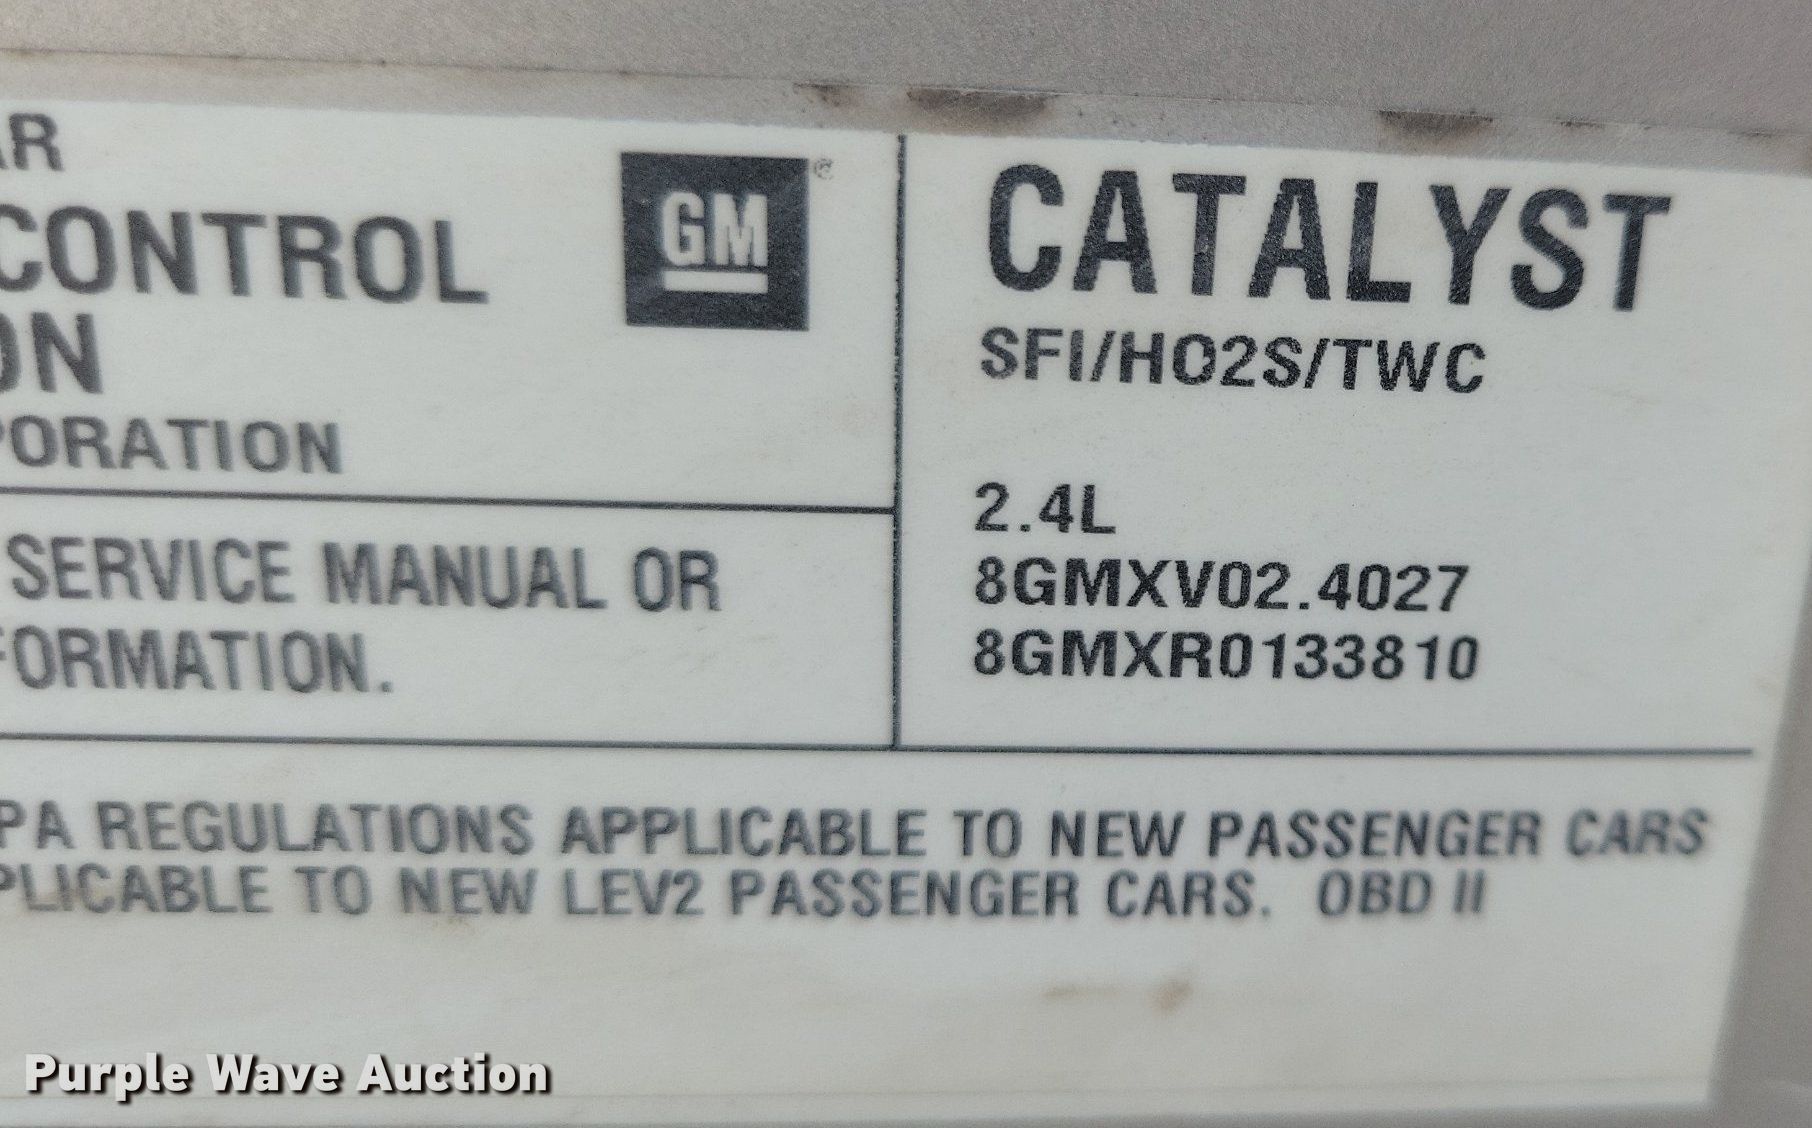 AR
CONTROL
ON
PORATION
GM
®
SERVICE MANUAL OR
FORMATION.
CATALYST
SFI/HO2S/TWC
2.4L
8GMXV02.4027
8GMXR0133810
PA REGULATIONS APPLICABLE TO NEW PASSENGER CARS
PLICABLE TO NEW LEV2 PASSENGER CARS. OBD II
Purple Wave Auction